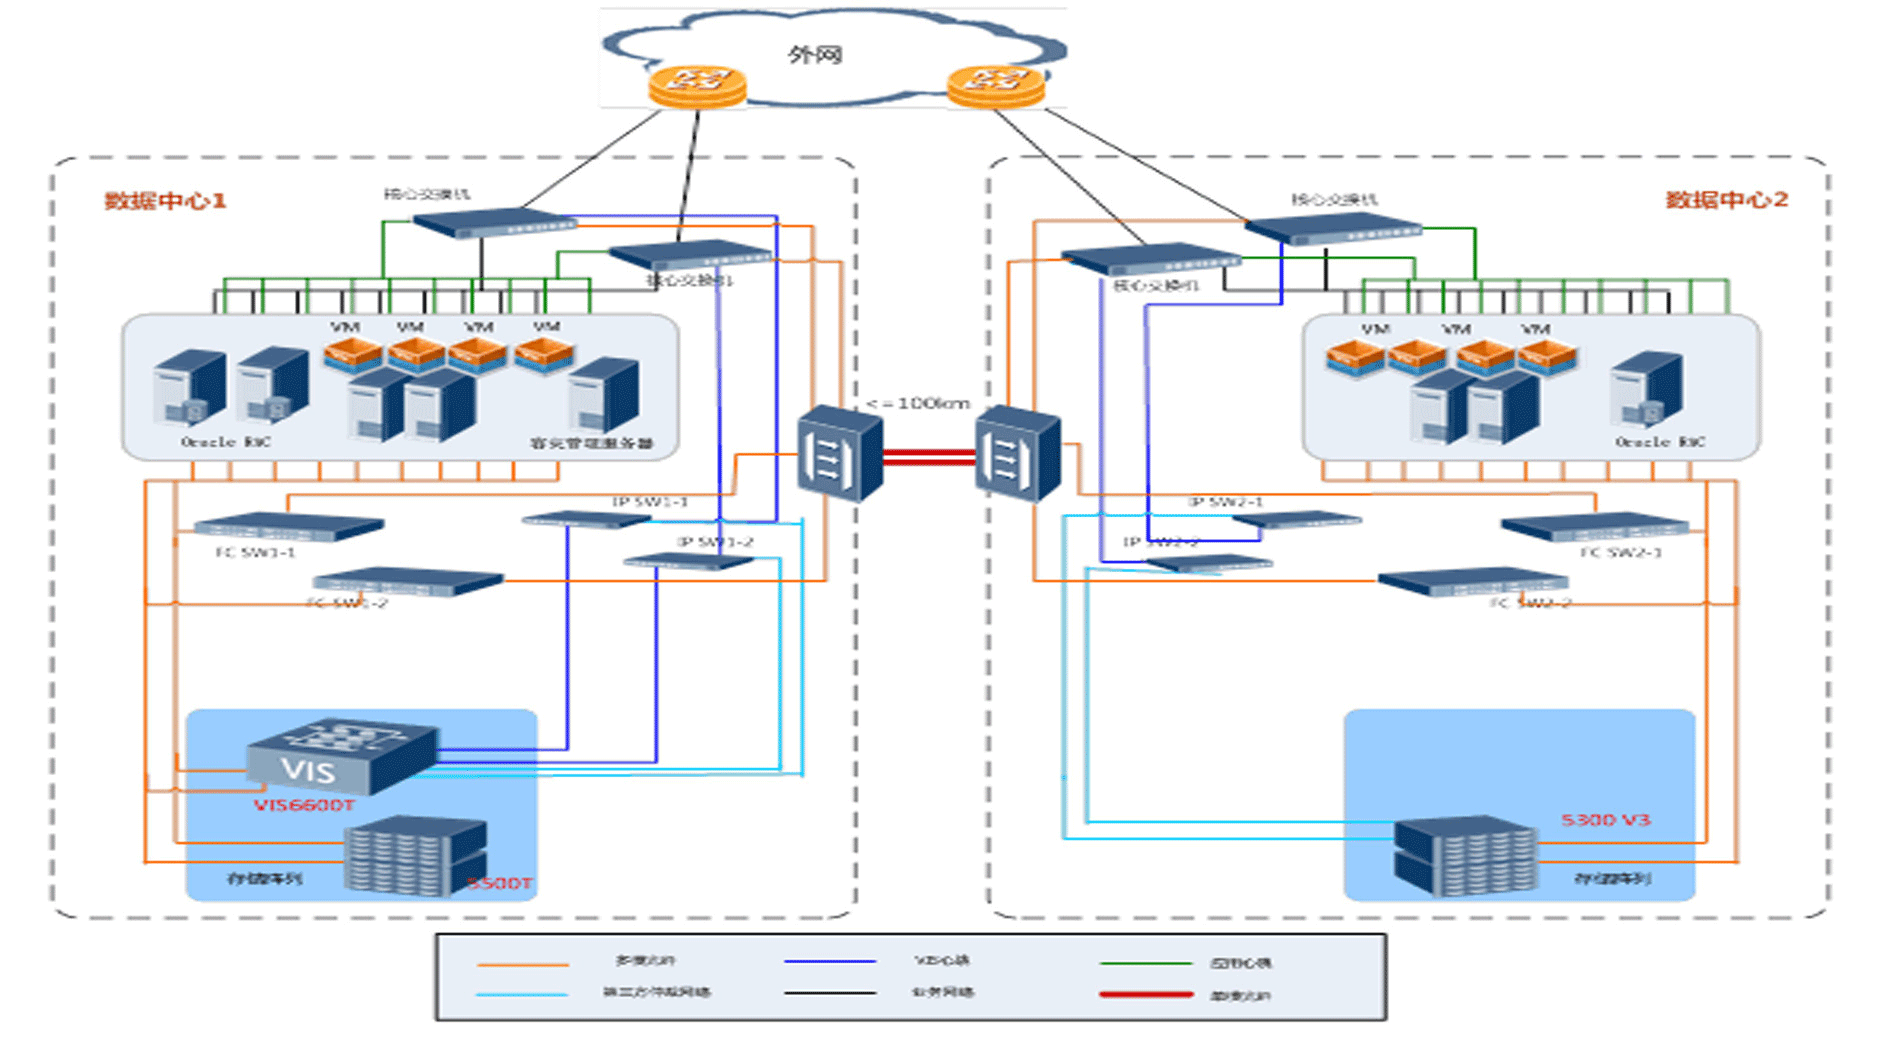 外网
数据中心1
核心交换机
核心交换机
VM VM VM VM
Oracle RAC
容灾管理服务器
<=100km
数据中心2
核心交换机
核心交换机
VM VM VM
Oracle RAC
IP SW1-1
IP SW1-2
FC SW1-1
FC SW1-2
IP SW2-1
IP SW2-2
FC SW2-1
FC SW2-2
VIS
VIS6600T
存储阵列
5500T
5300 V3
存储阵列
多模光纤
VIS心跳
应用心跳
第三方仲裁网络
业务网络
单模光纤